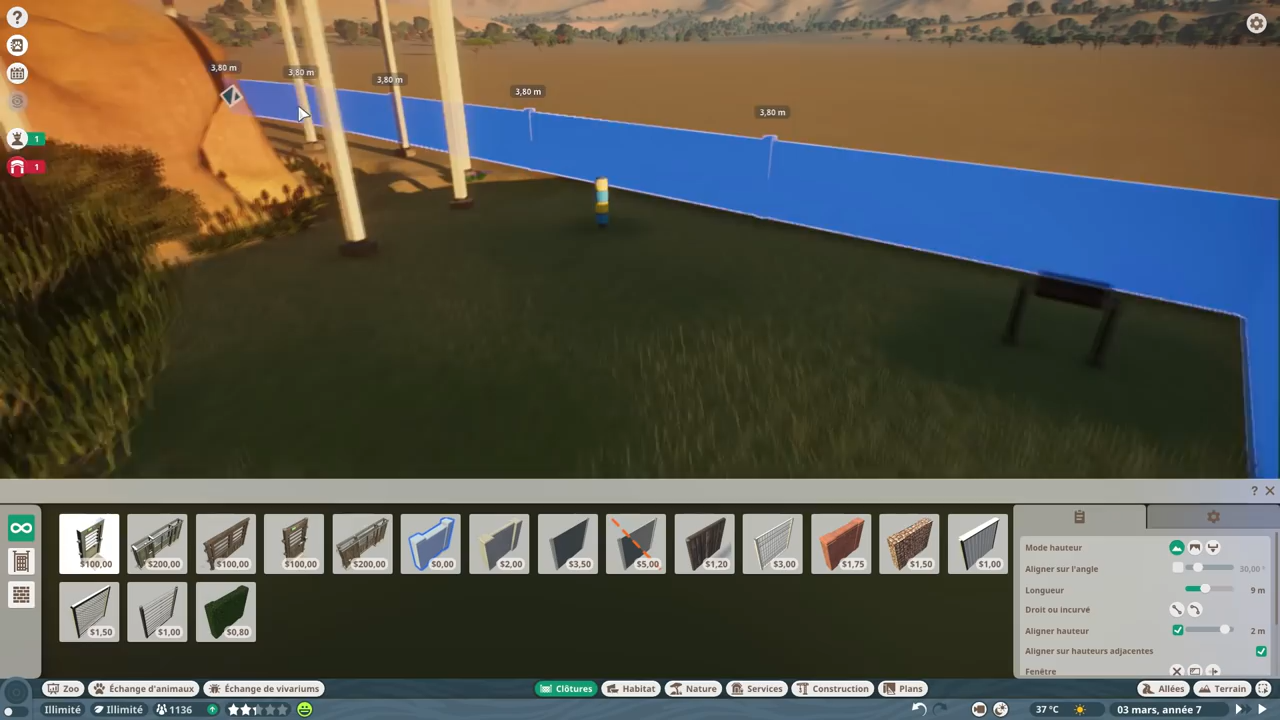 3,80 m
3,80 m
3,80 m
3,80 m
3,80 m
?
1
1
? ✕
$100,00 $200,00 $100,00 $100,00 $200,00 $0,00 $2,00 $3,50 $5,00 $1,20 $3,00 $1,75 $1,50 $1,00
$1,50 $1,00 $0,80
Mode hauteur
Aligner sur l'angle 30,00 °
Longueur 9 m
Droit ou incurvé
Aligner hauteur 2 m
Aligner sur hauteurs adjacentes
Fenêtre
Zoo Échange d'animaux Échange de vivariums Clôtures Habitat Nature Services Construction Plans Allées Terrain
Illimité Illimité 1136 37 °C 03 mars, année 7